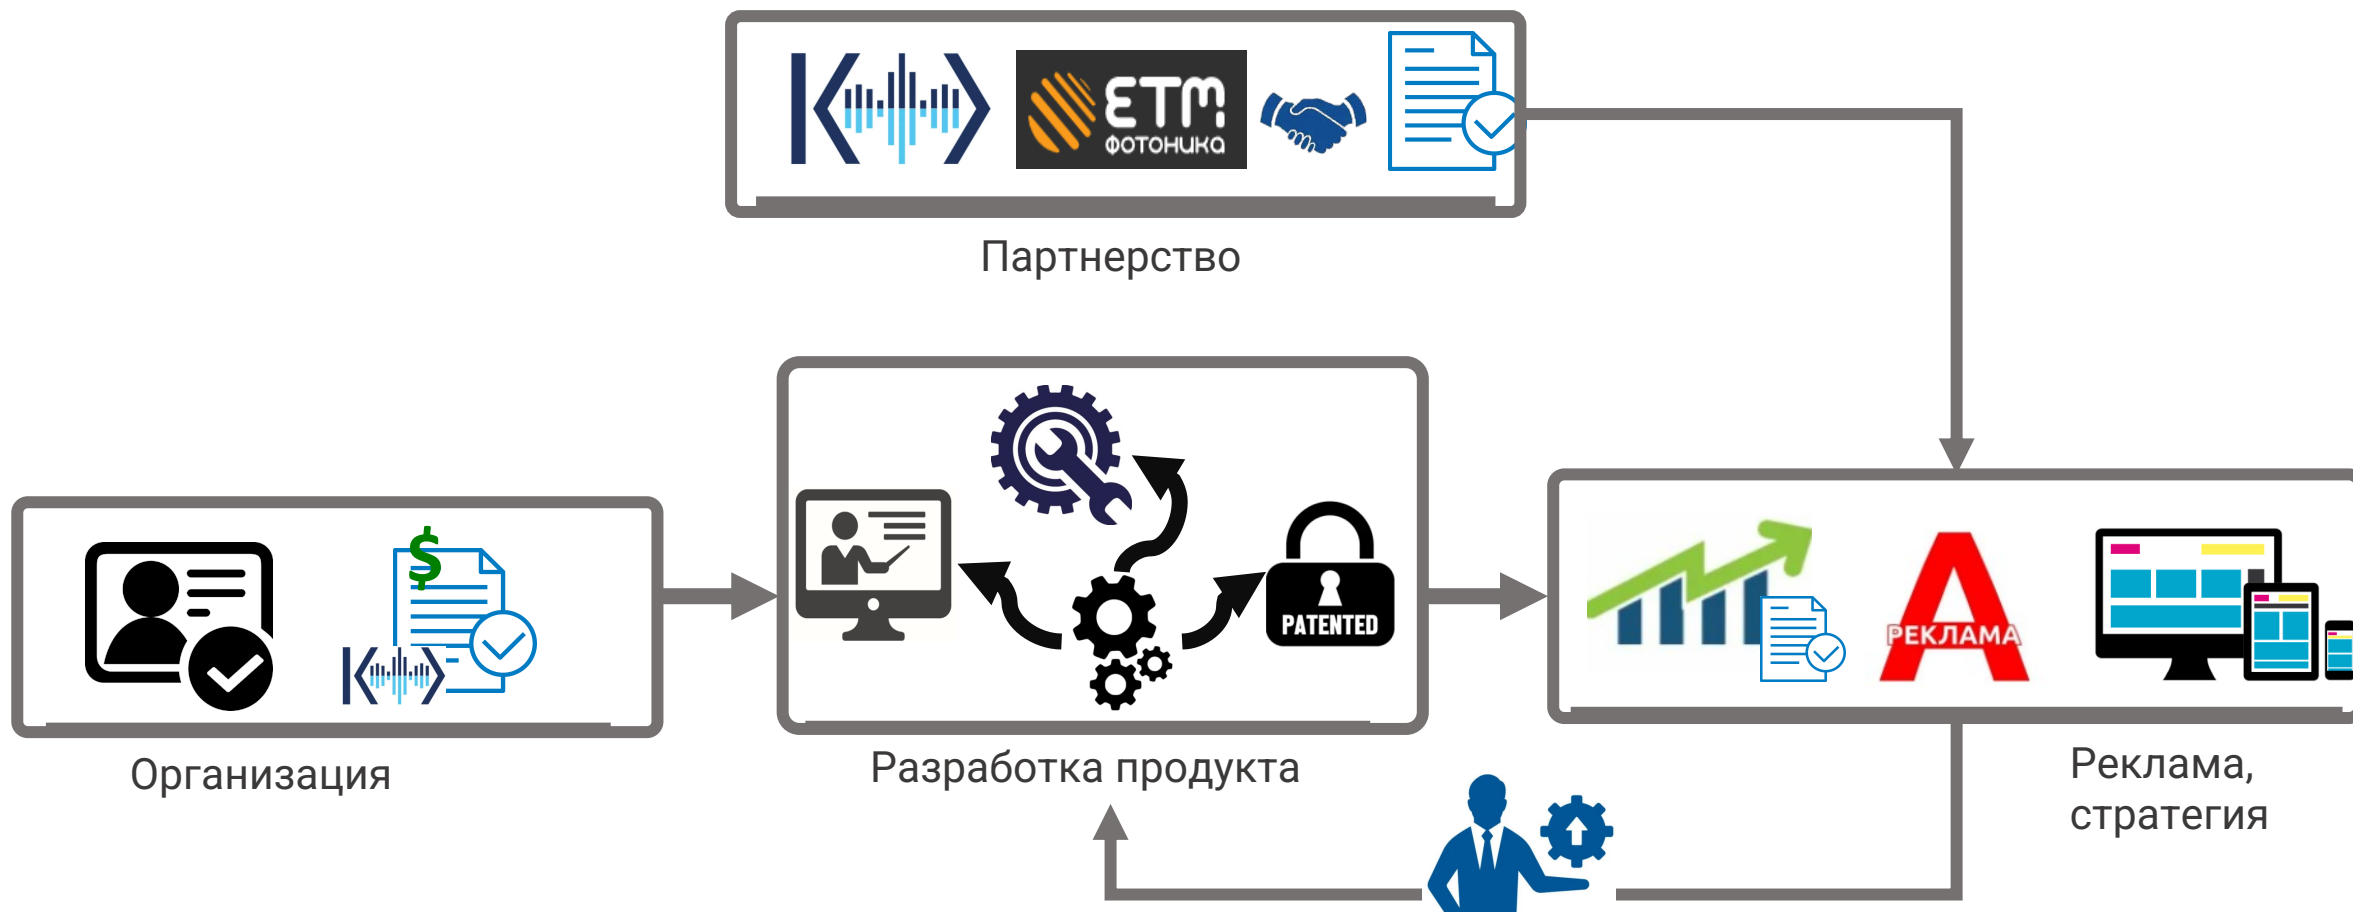 ETM
ФОТОНИКА
Партнерство
$
PATENTED
А
РЕКЛАМА
Организация
Разработка продукта
Реклама,
стратегия